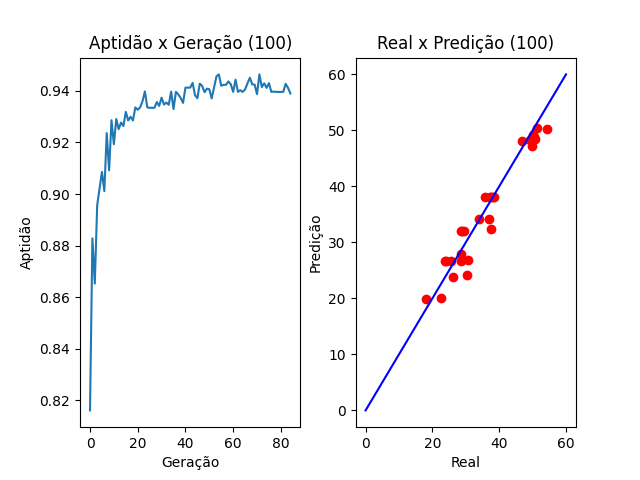 Aptidão x Geração (100)
Aptidão
0.94
0.92
0.90
0.88
0.86
0.84
0.82
0 20 40 60 80
Geração
Real x Predição (100)
Predição
60
50
40
30
20
10
0
0 20 40 60
Real